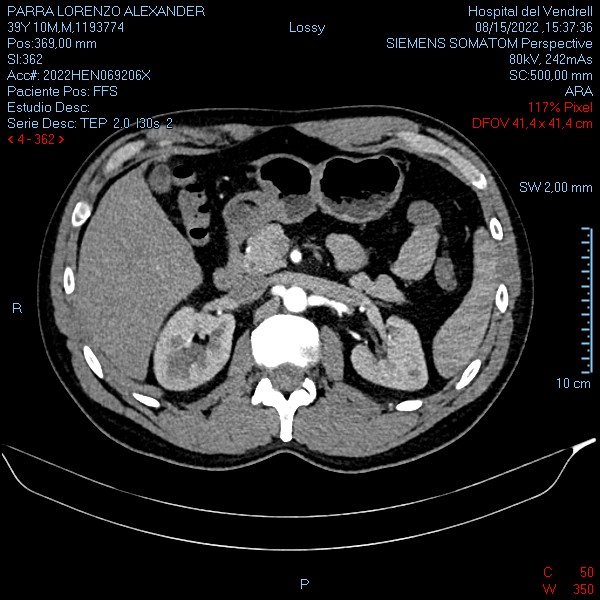 PARRA LORENZO ALEXANDER
39Y 10M,M,1193774
Pos:369,00 mm
SI:362
Acc#: 2022HEN069206X
Paciente Pos: FFS
Estudio Desc:
Serie Desc: TEP 2.0 I30s 2
< 4 - 362 >
Lossy
Hospital del Vendrell
08/15/2022 ,15:37:36
SIEMENS SOMATOM Perspective
80kV, 242mAs
SC:500,00 mm
ARA
117% Pixel
DFOV 41,4 x 41,4 cm
SW 2,00 mm
R
10 cm
P
C 50
W 350